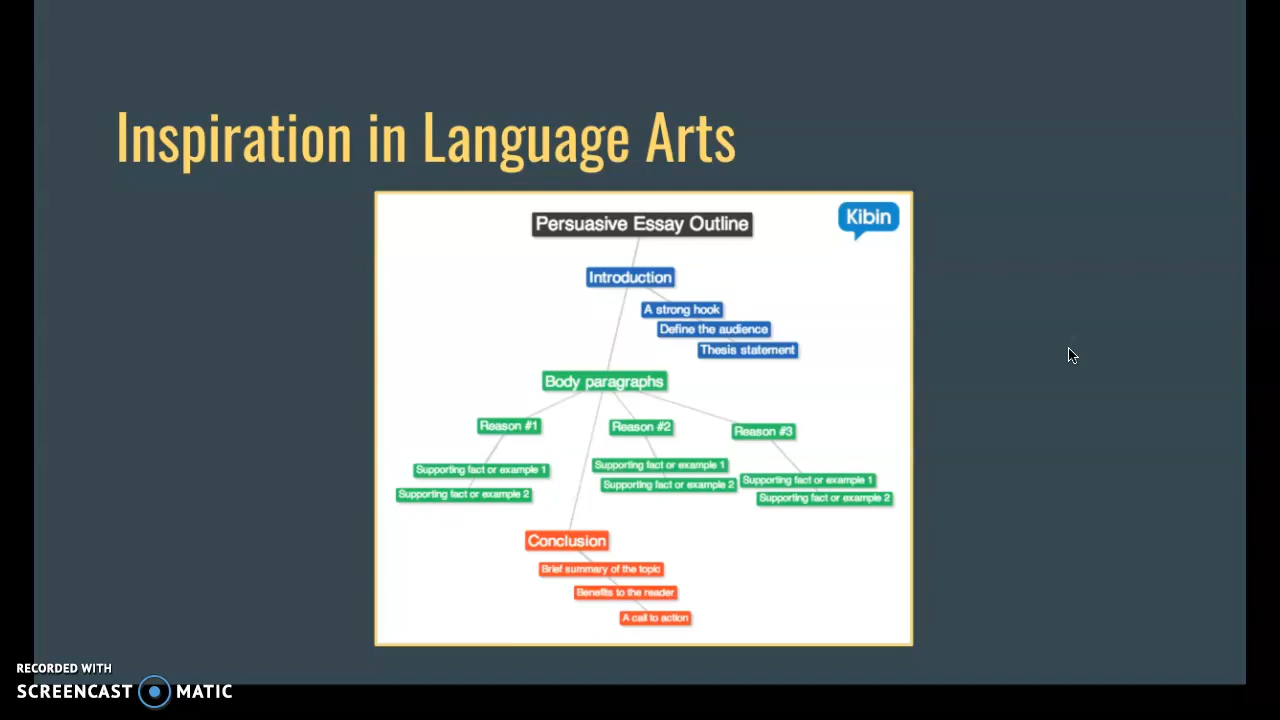 Inspiration in Language Arts
Kibin
Persuasive Essay Outline
Introduction
A strong hook
Define the audience
Thesis statement
Body paragraphs
Reason #1
Reason #2
Reason #3
Supporting fact or example 1
Supporting fact or example 2
Supporting fact or example 1
Supporting fact or example 2
Supporting fact or example 1
Supporting fact or example 2
Conclusion
Brief summary of the topic
Benefits to the reader
A call to action
RECORDED WITH
SCREENCAST MATIC